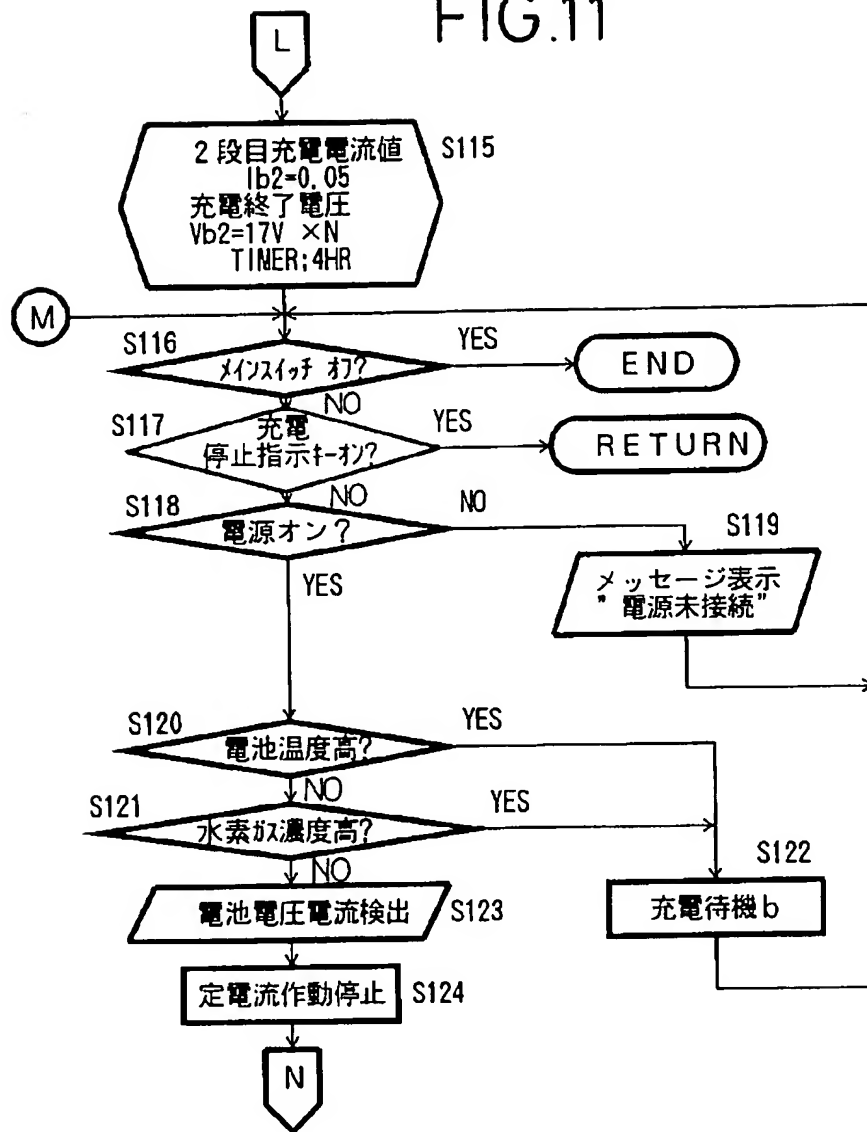 FIG.11
L
2段目充電電流値
Ib2=0.05
充電終了電圧
Vb2=17V ×N
TIMER;4HR
S115
M
S116
メインスイッチ オフ?
YES
END
NO
S117
充電
停止指示キーオン?
YES
RETURN
NO
S118
電源オン?
NO
YES
S119
メッセージ表示
"電源未接続"
S120
電池温度高?
YES
NO
S121
水素ガス濃度高?
YES
NO
S122
充電待機b
電池電圧電流検出
S123
定電流作動停止
S124
N